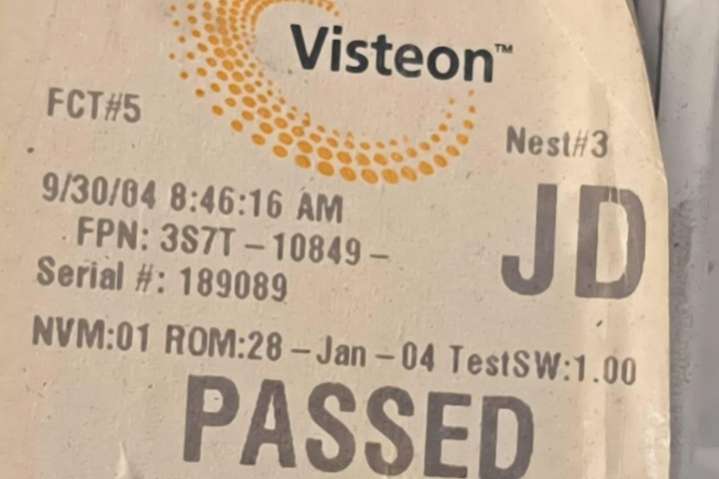 Visteon™
FCT#5
Nest#3
9/30/04 8:46:16 AM
JD
FPN: 3S7T-10849-
Serial #: 189089
NVM:01 ROM:28-Jan-04 TestSW:1.00
PASSED